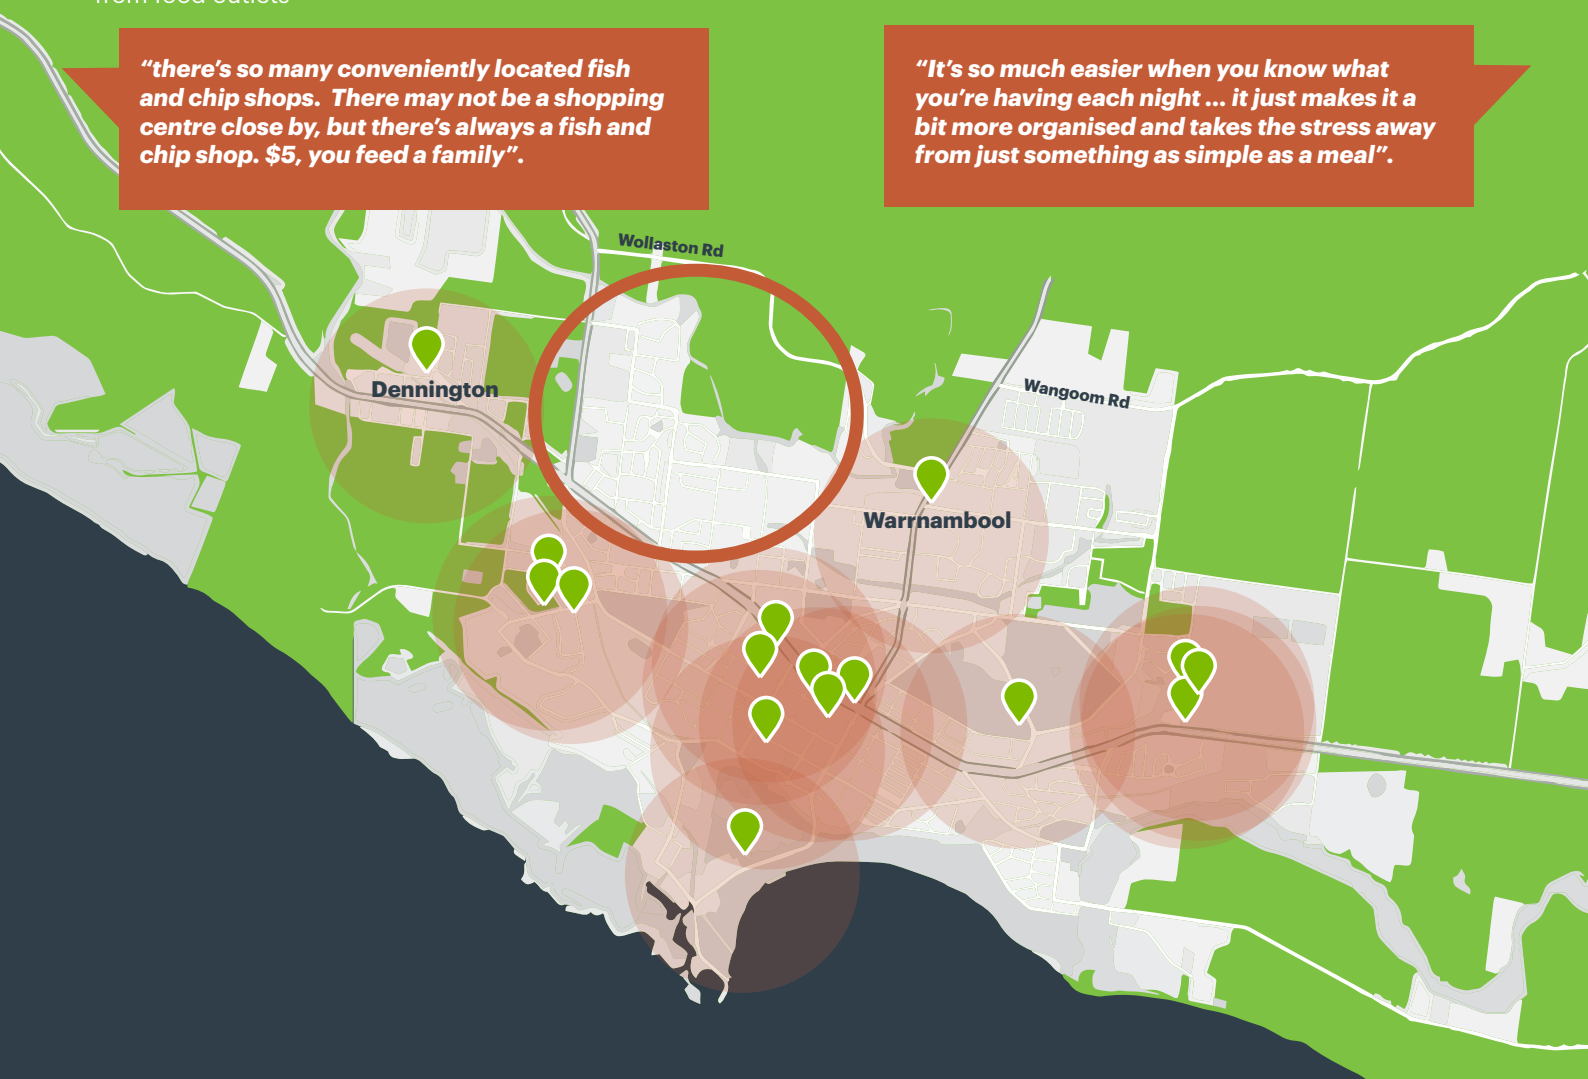 from food outlets
“there’s so many conveniently located fish
and chip shops.  There may not be a shopping
centre close by, but there’s always a fish and
chip shop. $5, you feed a family”.
“It’s so much easier when you know what
you’re having each night ... it just makes it a
bit more organised and takes the stress away
from just something as simple as a meal”.
Wollaston Rd
Wangoom Rd
Dennington
Warrnambool